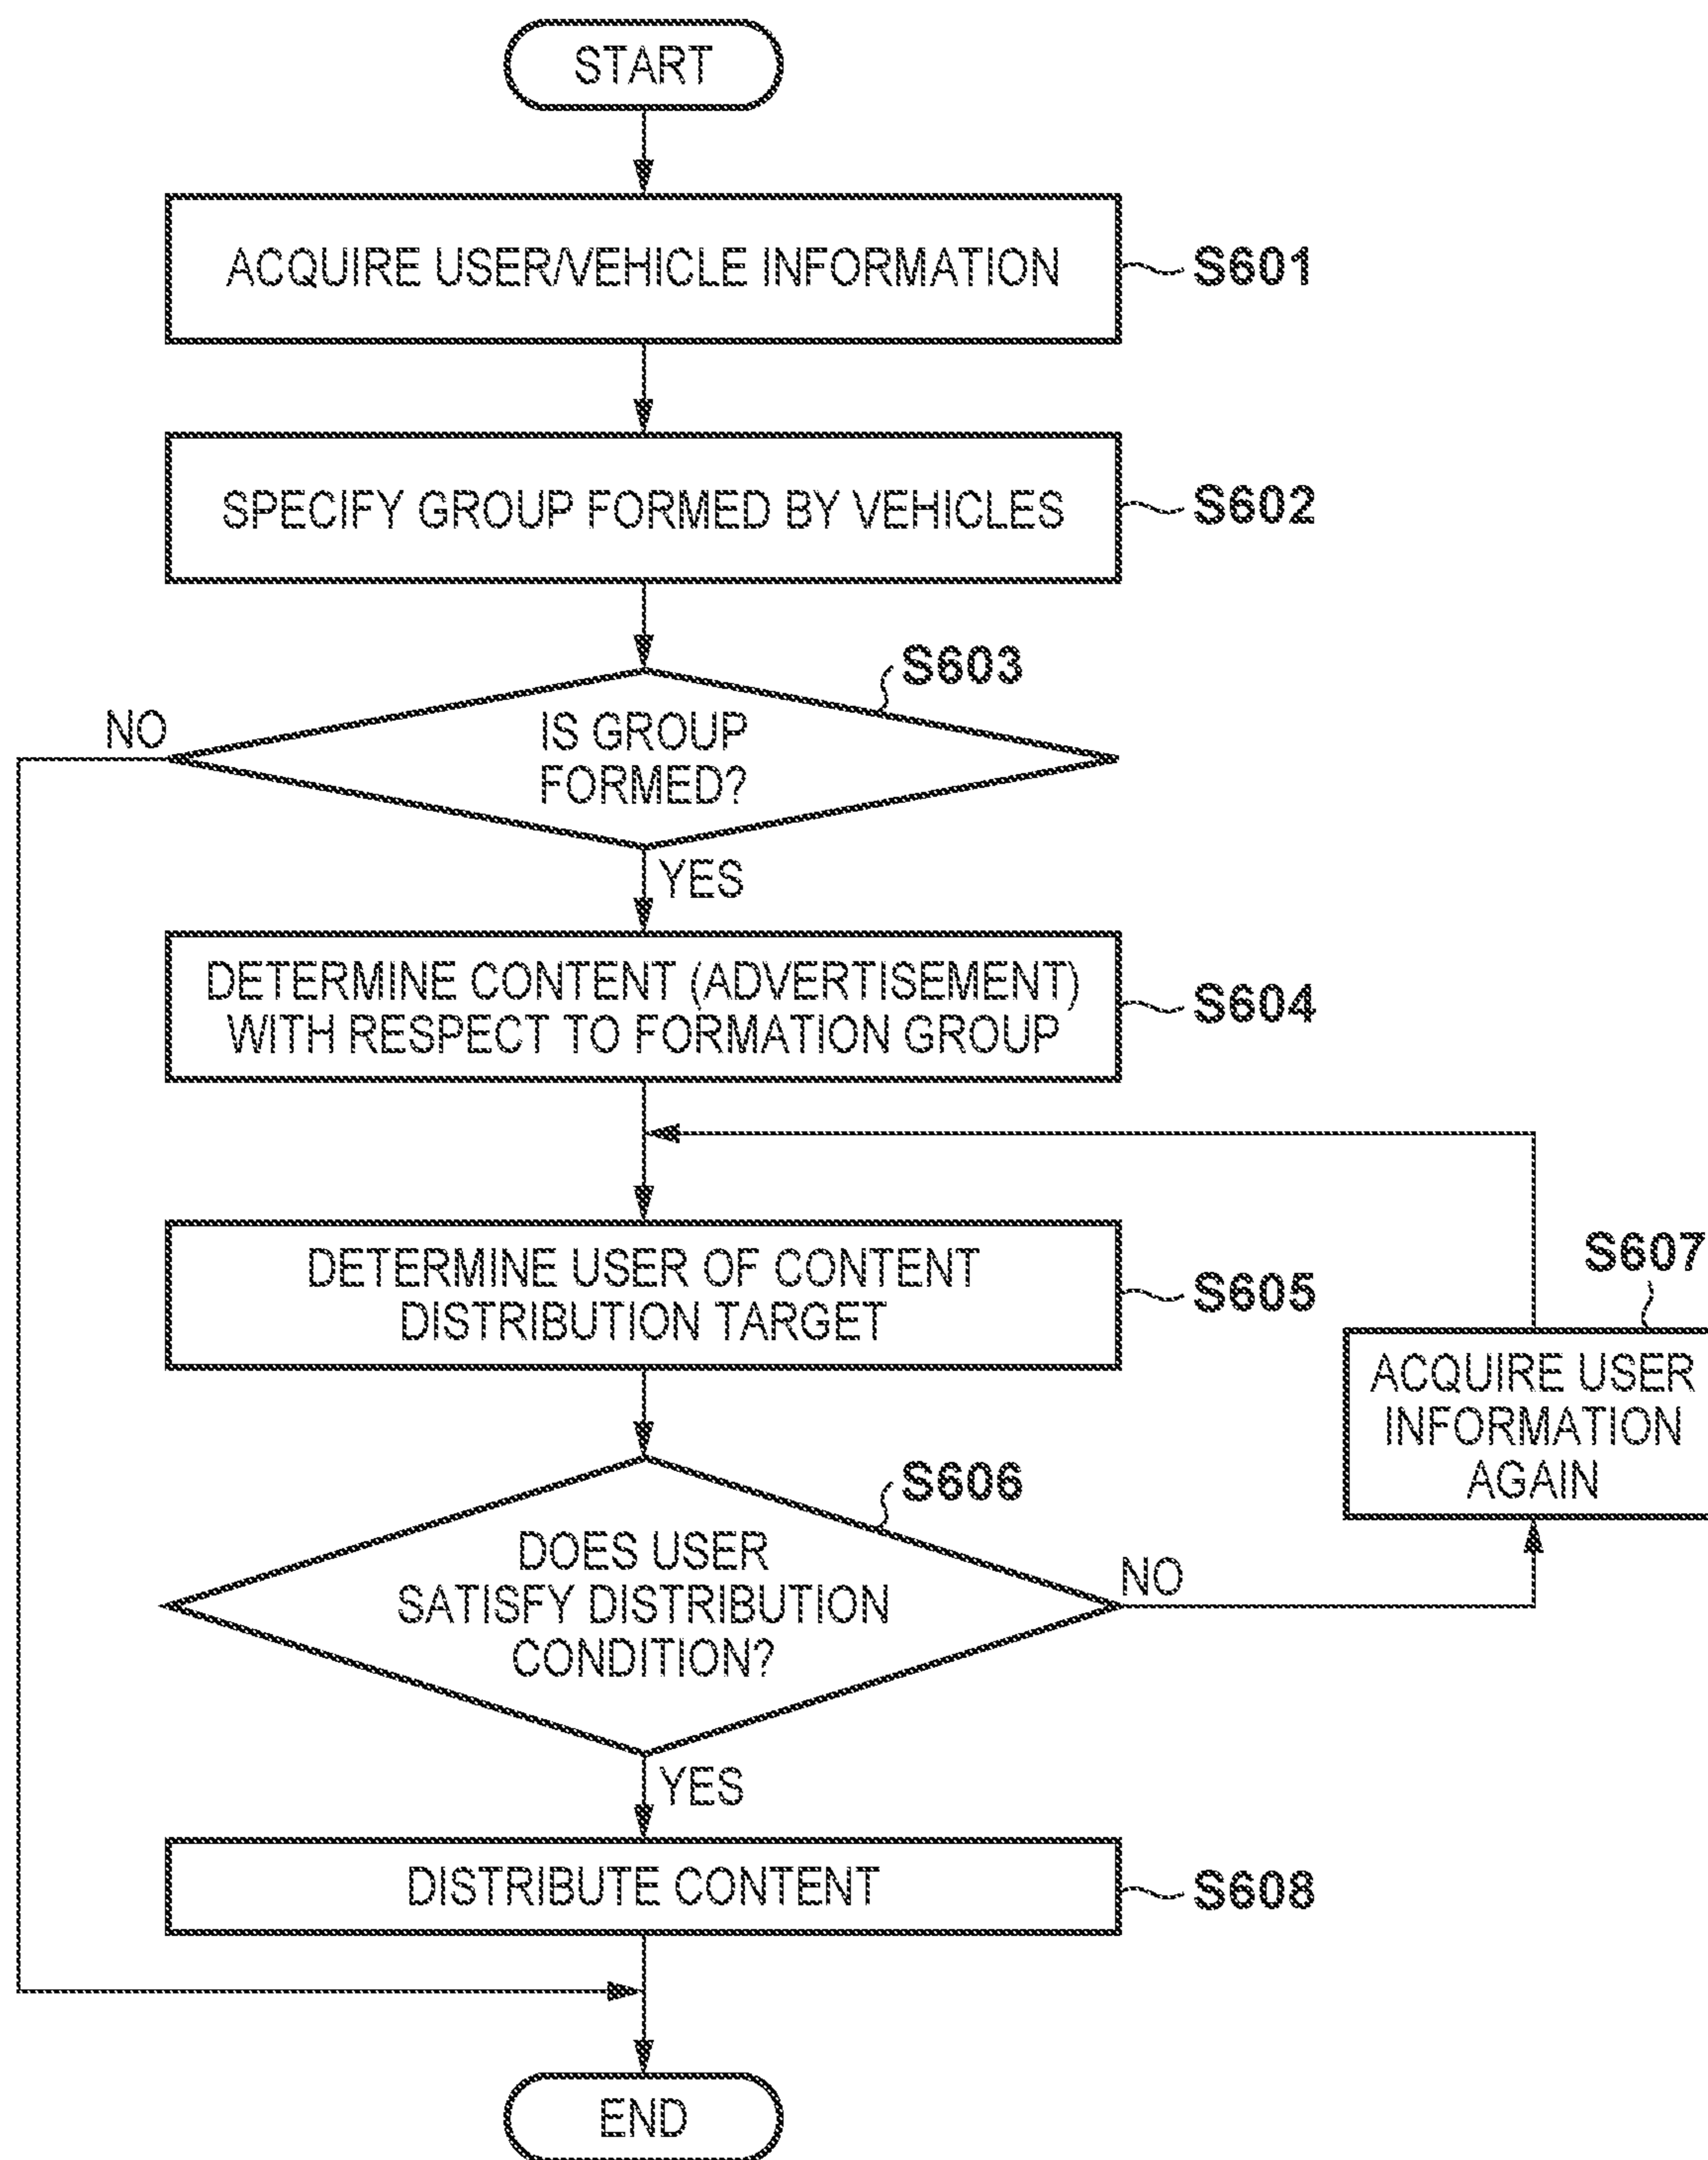 START
ACQUIRE USER/VEHICLE INFORMATION
S601
SPECIFY GROUP FORMED BY VEHICLES
S602
S603
IS GROUP
FORMED?
NO
YES
DETERMINE CONTENT (ADVERTISEMENT)
WITH RESPECT TO FORMATION GROUP
S604
DETERMINE USER OF CONTENT
DISTRIBUTION TARGET
S605
S606
DOES USER
SATISFY DISTRIBUTION
CONDITION?
NO
S607
ACQUIRE USER
INFORMATION
AGAIN
YES
DISTRIBUTE CONTENT
S608
END